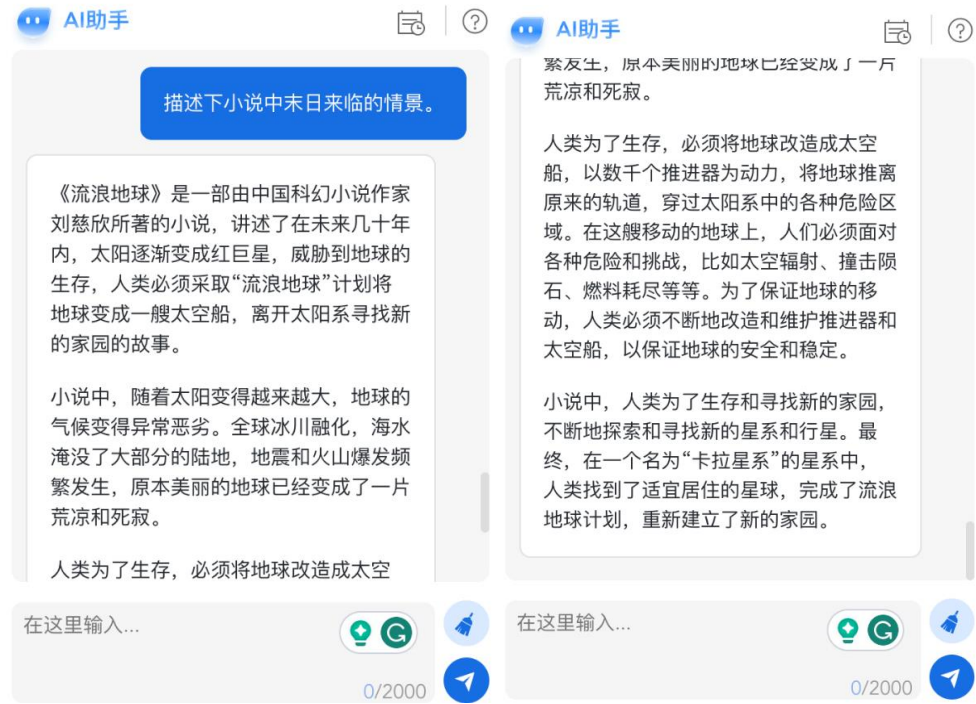 AI助手
描述下小说中末日来临的情景。
《流浪地球》是一部由中国科幻小说作家
刘慈欣所著的小说，讲述了在未来几十年
内，太阳逐渐变成红巨星，威胁到地球的
生存，人类必须采取“流浪地球”计划将
地球变成一艘太空船，离开太阳系寻找新
的家园的故事。
小说中，随着太阳变得越来越大，地球的
气候变得异常恶劣。全球冰川融化，海水
淹没了大部分的陆地，地震和火山爆发频
繁发生，原本美丽的地球已经变成了一片
荒凉和死寂。
人类为了生存，必须将地球改造成太空
在这里输入...
0/2000
AI助手
繁发生，原本美丽的地球已经变成了一片
荒凉和死寂。
人类为了生存，必须将地球改造成太空
船，以数千个推进器为动力，将地球推离
原来的轨道，穿过太阳系中的各种危险区
域。在这艘移动的地球上，人们必须面对
各种危险和挑战，比如太空辐射、撞击陨
石、燃料耗尽等等。为了保证地球的移
动，人类必须不断地改造和维护推进器和
太空船，以保证地球的安全和稳定。
小说中，人类为了生存和寻找新的家园，
不断地探索和寻找新的星系和行星。最
终，在一个名为“卡拉星系”的星系中，
人类找到了适宜居住的星球，完成了流浪
地球计划，重新建立了新的家园。
在这里输入...
0/2000